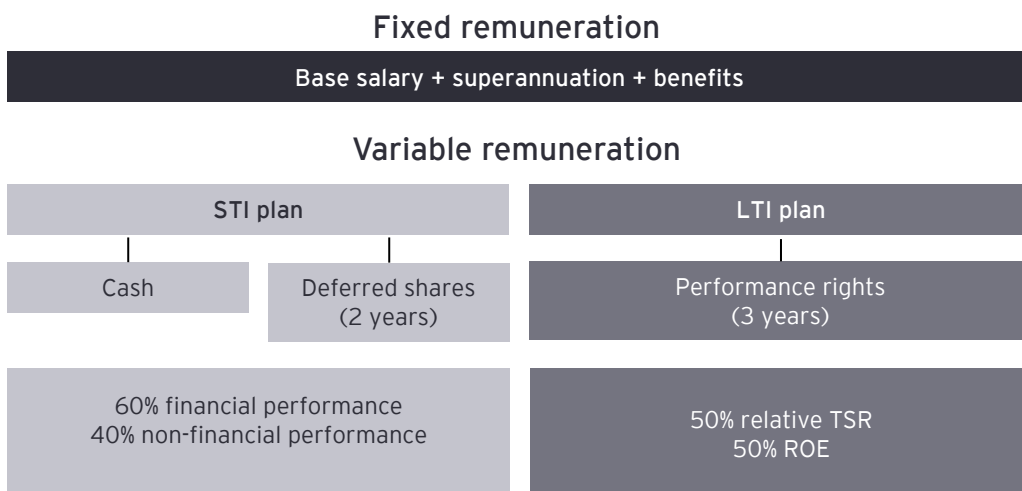 Fixed remuneration
Base salary + superannuation + benefits
Variable remuneration
STI plan
LTI plan
Cash
Deferred shares
(2 years)
Performance rights
(3 years)
60% financial performance
40% non-financial performance
50% relative TSR
50% ROE